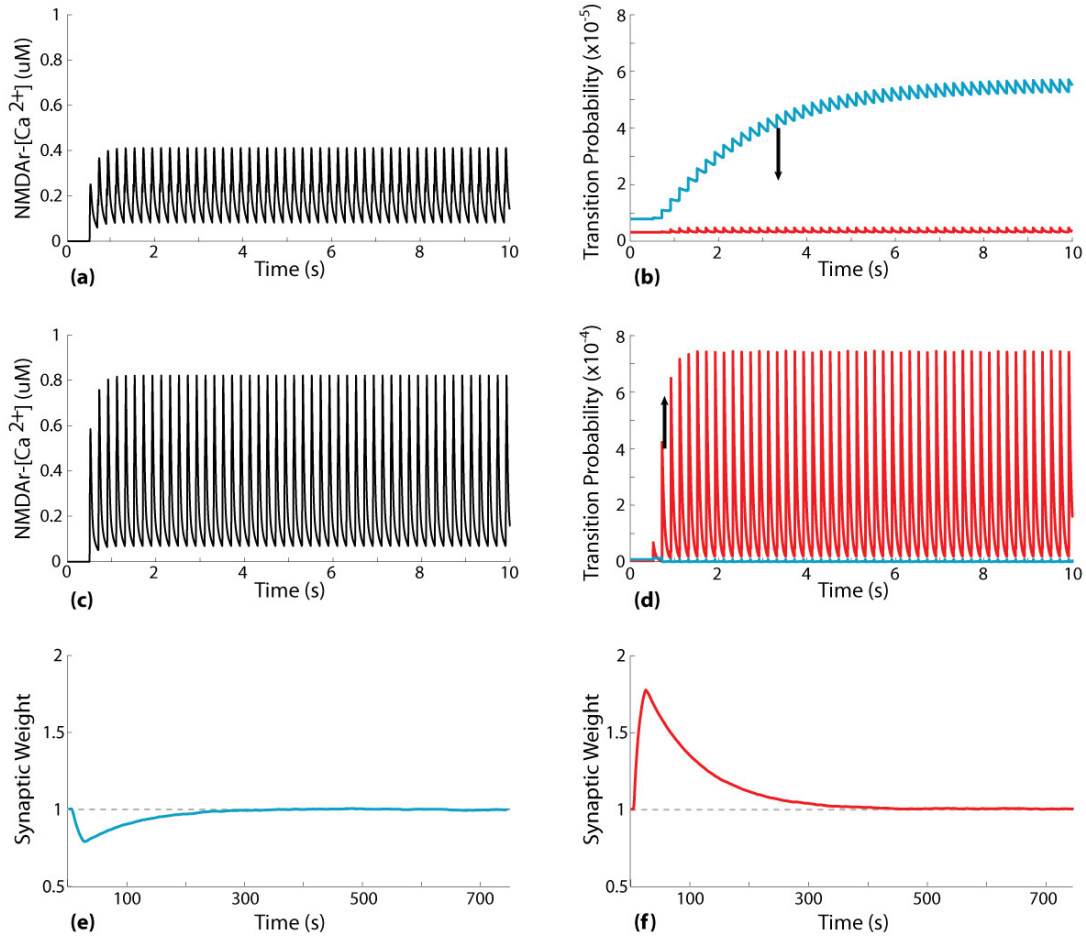 1
0.8
0.6
0.4
0.2
0
NMDAr-[Ca 2+] (uM)
0 2 4 6 8 10
Time (s)
(a)
8
6
4
2
0
Transition Probability (x10-5)
0 2 4 6 8 10
Time (s)
(b)
1
0.8
0.6
0.4
0.2
0
NMDAr-[Ca 2+] (uM)
0 2 4 6 8 10
Time (s)
(c)
8
6
4
2
0
Transition Probability (x10-4)
0 2 4 6 8 10
Time (s)
(d)
2
1.5
1
0.5
Synaptic Weight
100 300 500 700
Time (s)
(e)
2
1.5
1
0.5
Synaptic Weight
100 300 500 700
Time (s)
(f)